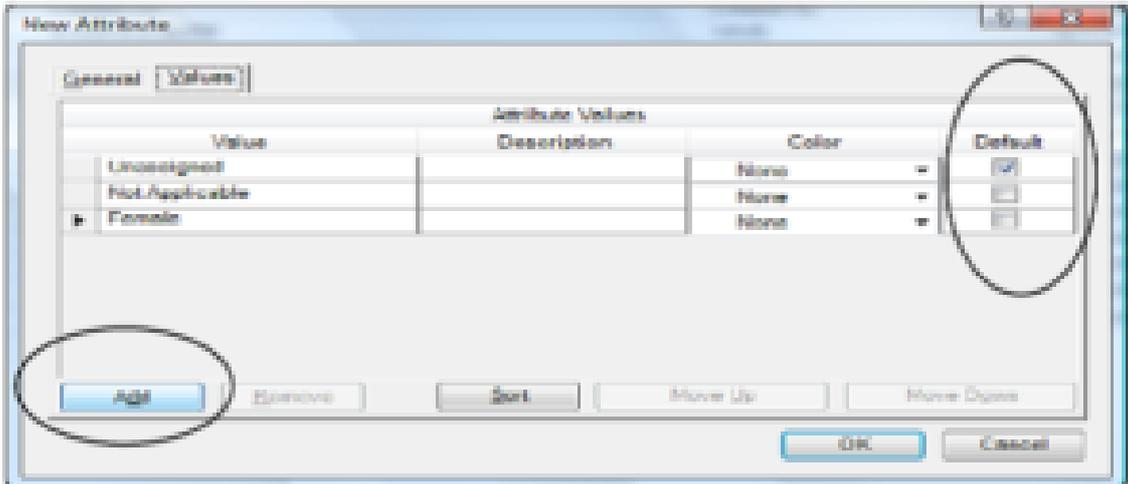 New Attribute
General Values
Attribute Values
Value Description Color Default
Unassigned None
Not Applicable None
Female None
Add Remove Sort Move Up Move Down
OK Cancel